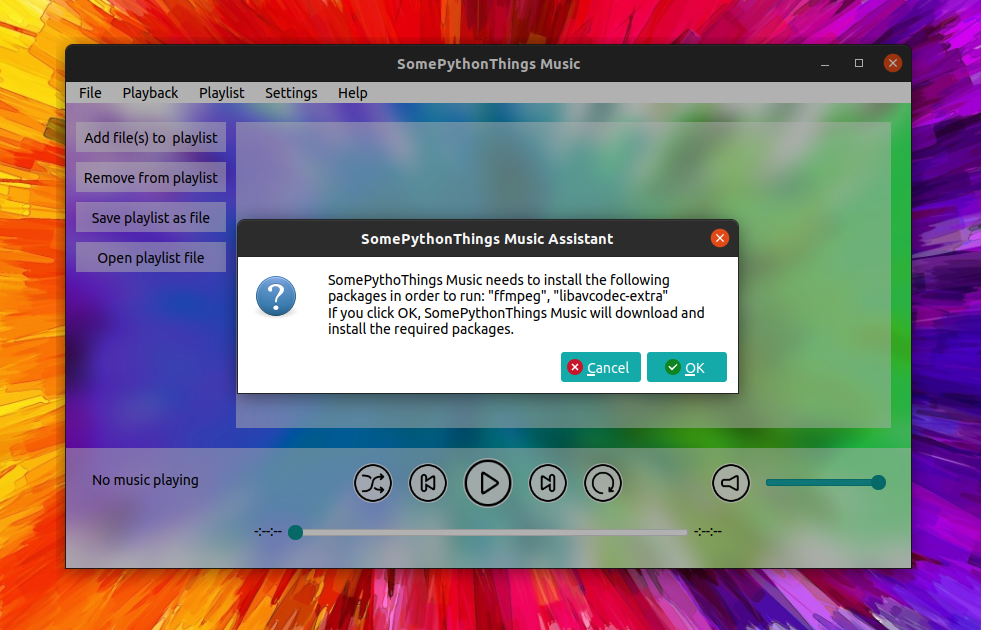 SomePythonThings Music
File Playback Playlist Settings Help
Add file(s) to playlist
Remove from playlist
Save playlist as file
Open playlist file
SomePythonThings Music Assistant
SomePythoThings Music needs to install the following
packages in order to run: "ffmpeg", "libavcodec-extra"
If you click OK, SomePythonThings Music will download and
install the required packages.
Cancel OK
No music playing
-:--:-- -:--:--